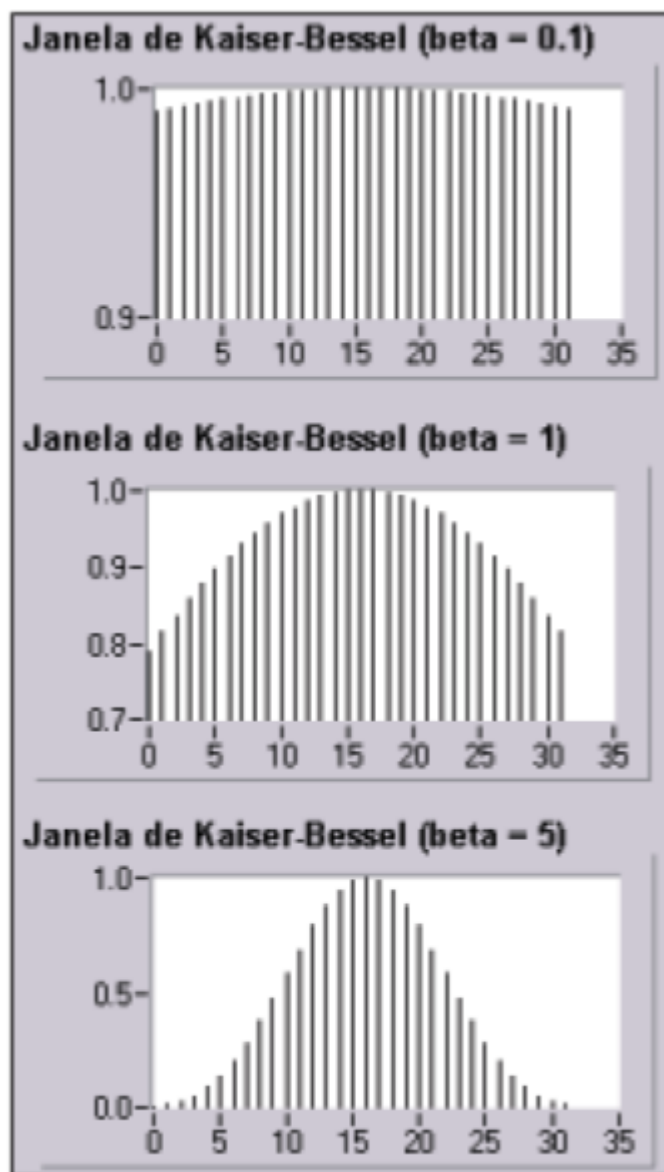 Janela de Kaiser-Bessel (beta = 0.1)
1.0
0.9
0 5 10 15 20 25 30 35
Janela de Kaiser-Bessel (beta = 1)
1.0
0.9
0.8
0.7
0 5 10 15 20 25 30 35
Janela de Kaiser-Bessel (beta = 5)
1.0
0.5
0.0
0 5 10 15 20 25 30 35